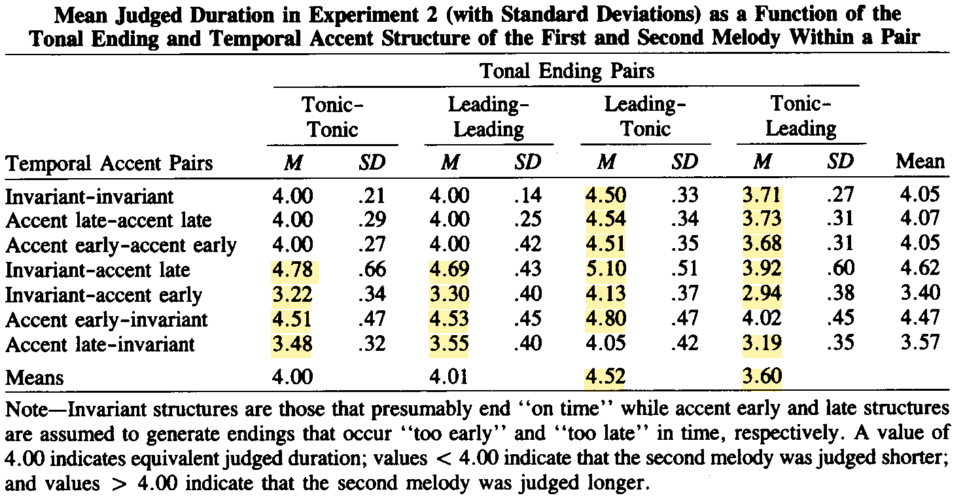 Mean Judged Duration in Experiment 2 (with Standard Deviations) as a Function of the
Tonal Ending and Temporal Accent Structure of the First and Second Melody Within a Pair
Tonal Ending Pairs
Tonic– Leading– Leading– Tonic–
Tonic Leading Tonic Leading
Temporal Accent Pairs M SD M SD M SD M SD Mean
Invariant–invariant 4.00 .21 4.00 .14 4.50 .33 3.71 .27 4.05
Accent late–accent late 4.00 .29 4.00 .25 4.54 .34 3.73 .31 4.07
Accent early–accent early 4.00 .27 4.00 .42 4.51 .35 3.68 .31 4.05
Invariant–accent late 4.78 .66 4.69 .43 5.10 .51 3.92 .60 4.62
Invariant–accent early 3.22 .34 3.30 .40 4.13 .37 2.94 .38 3.40
Accent early–invariant 4.51 .47 4.53 .45 4.80 .47 4.02 .45 4.47
Accent late–invariant 3.48 .32 3.55 .40 4.05 .42 3.19 .35 3.57
Means 4.00 4.01 4.52 3.60
Note—Invariant structures are those that presumably end “on time” while accent early and late structures
are assumed to generate endings that occur “too early” and “too late” in time, respectively. A value of
4.00 indicates equivalent judged duration; values < 4.00 indicate that the second melody was judged shorter;
and values > 4.00 indicate that the second melody was judged longer.